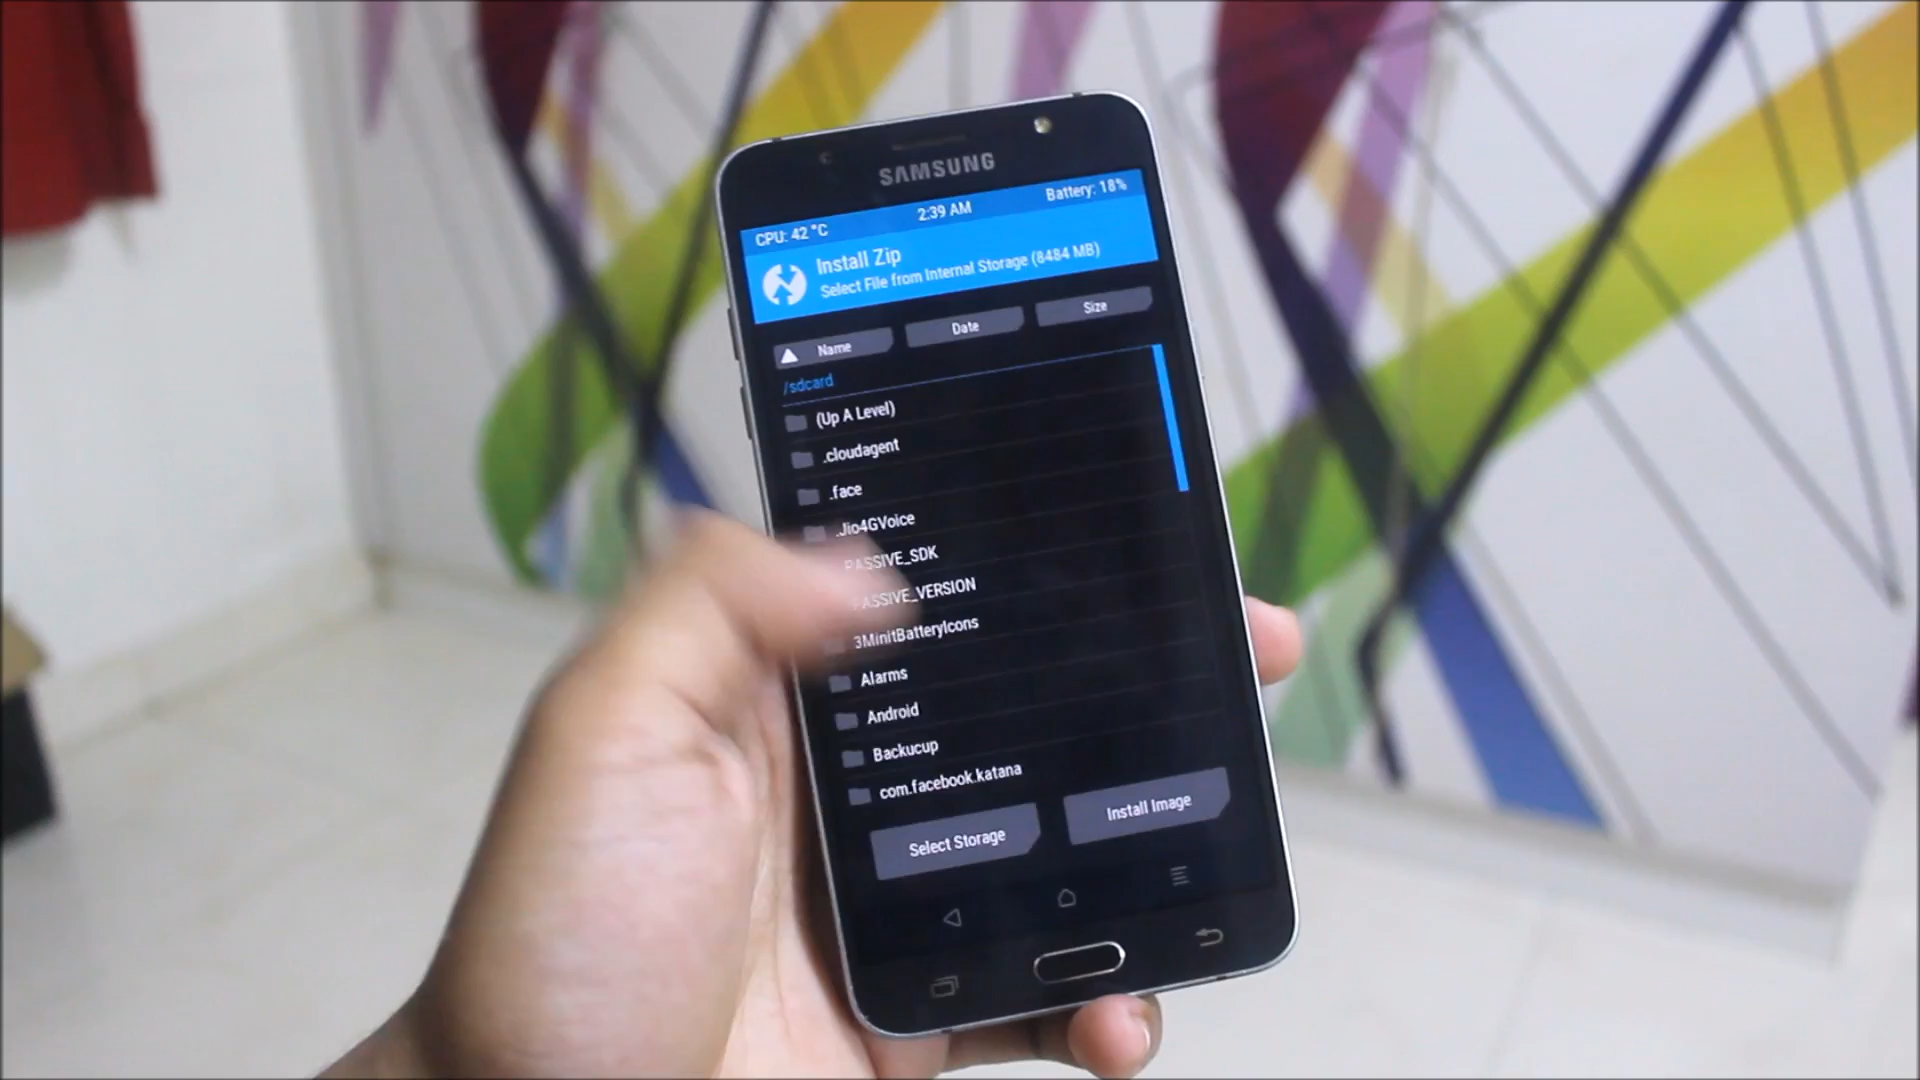 SAMSUNG
CPU: 42 °C
2:39 AM
Battery: 18%
Install Zip
Select File from Internal Storage (8484 MB)
Name
Date
Size
/sdcard
(Up A Level)
.cloudagent
.face
.Jio4GVoice
PASSIVE_SDK
PASSIVE_VERSION
3MinitBatteryIcons
Alarms
Android
Backucup
com.facebook.katana
Select Storage
Install Image